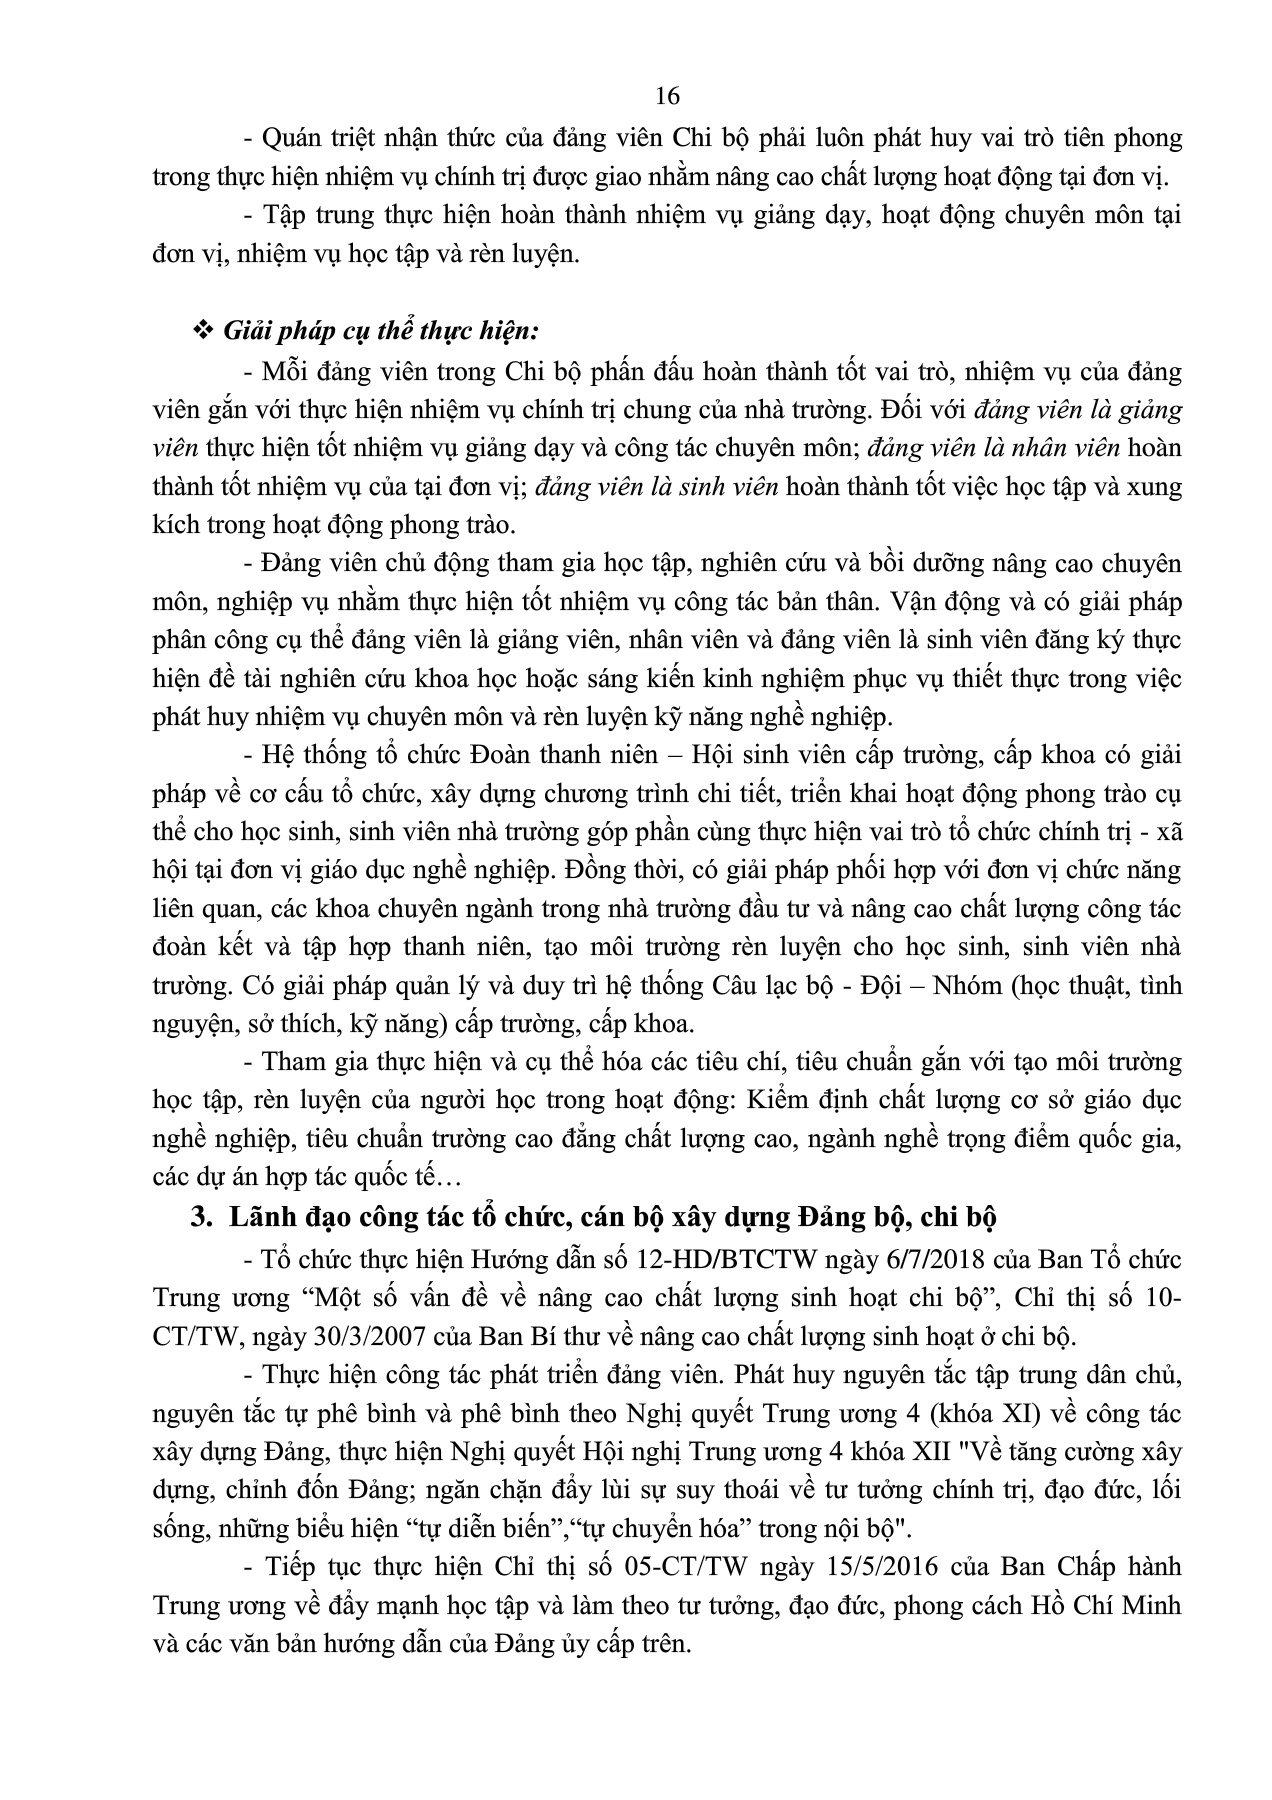 16
- Quán triệt nhận thức của đảng viên Chi bộ phải luôn phát huy vai trò tiên phong
trong thực hiện nhiệm vụ chính trị được giao nhằm nâng cao chất lượng hoạt động tại đơn vị.
- Tập trung thực hiện hoàn thành nhiệm vụ giảng dạy, hoạt động chuyên môn tại
đơn vị, nhiệm vụ học tập và rèn luyện.
❖ Giải pháp cụ thể thực hiện:
- Mỗi đảng viên trong Chi bộ phấn đấu hoàn thành tốt vai trò, nhiệm vụ của đảng
viên gắn với thực hiện nhiệm vụ chính trị chung của nhà trường. Đối với đảng viên là giảng
viên thực hiện tốt nhiệm vụ giảng dạy và công tác chuyên môn; đảng viên là nhân viên hoàn
thành tốt nhiệm vụ của tại đơn vị; đảng viên là sinh viên hoàn thành tốt việc học tập và xung
kích trong hoạt động phong trào.
- Đảng viên chủ động tham gia học tập, nghiên cứu và bồi dưỡng nâng cao chuyên
môn, nghiệp vụ nhằm thực hiện tốt nhiệm vụ công tác bản thân. Vận động và có giải pháp
phân công cụ thể đảng viên là giảng viên, nhân viên và đảng viên là sinh viên đăng ký thực
hiện đề tài nghiên cứu khoa học hoặc sáng kiến kinh nghiệm phục vụ thiết thực trong việc
phát huy nhiệm vụ chuyên môn và rèn luyện kỹ năng nghề nghiệp.
- Hệ thống tổ chức Đoàn thanh niên – Hội sinh viên cấp trường, cấp khoa có giải
pháp về cơ cấu tổ chức, xây dựng chương trình chi tiết, triển khai hoạt động phong trào cụ
thể cho học sinh, sinh viên nhà trường góp phần cùng thực hiện vai trò tổ chức chính trị - xã
hội tại đơn vị giáo dục nghề nghiệp. Đồng thời, có giải pháp phối hợp với đơn vị chức năng
liên quan, các khoa chuyên ngành trong nhà trường đầu tư và nâng cao chất lượng công tác
đoàn kết và tập hợp thanh niên, tạo môi trường rèn luyện cho học sinh, sinh viên nhà
trường. Có giải pháp quản lý và duy trì hệ thống Câu lạc bộ - Đội – Nhóm (học thuật, tình
nguyện, sở thích, kỹ năng) cấp trường, cấp khoa.
- Tham gia thực hiện và cụ thể hóa các tiêu chí, tiêu chuẩn gắn với tạo môi trường
học tập, rèn luyện của người học trong hoạt động: Kiểm định chất lượng cơ sở giáo dục
nghề nghiệp, tiêu chuẩn trường cao đẳng chất lượng cao, ngành nghề trọng điểm quốc gia,
các dự án hợp tác quốc tế…
3. Lãnh đạo công tác tổ chức, cán bộ xây dựng Đảng bộ, chi bộ
- Tổ chức thực hiện Hướng dẫn số 12-HD/BTCTW ngày 6/7/2018 của Ban Tổ chức
Trung ương “Một số vấn đề về nâng cao chất lượng sinh hoạt chi bộ”, Chỉ thị số 10-
CT/TW, ngày 30/3/2007 của Ban Bí thư về nâng cao chất lượng sinh hoạt ở chi bộ.
- Thực hiện công tác phát triển đảng viên. Phát huy nguyên tắc tập trung dân chủ,
nguyên tắc tự phê bình và phê bình theo Nghị quyết Trung ương 4 (khóa XI) về công tác
xây dựng Đảng, thực hiện Nghị quyết Hội nghị Trung ương 4 khóa XII "Về tăng cường xây
dựng, chỉnh đốn Đảng; ngăn chặn đẩy lùi sự suy thoái về tư tưởng chính trị, đạo đức, lối
sống, những biểu hiện “tự diễn biến”,“tự chuyển hóa” trong nội bộ".
- Tiếp tục thực hiện Chỉ thị số 05-CT/TW ngày 15/5/2016 của Ban Chấp hành
Trung ương về đẩy mạnh học tập và làm theo tư tưởng, đạo đức, phong cách Hồ Chí Minh
và các văn bản hướng dẫn của Đảng ủy cấp trên.